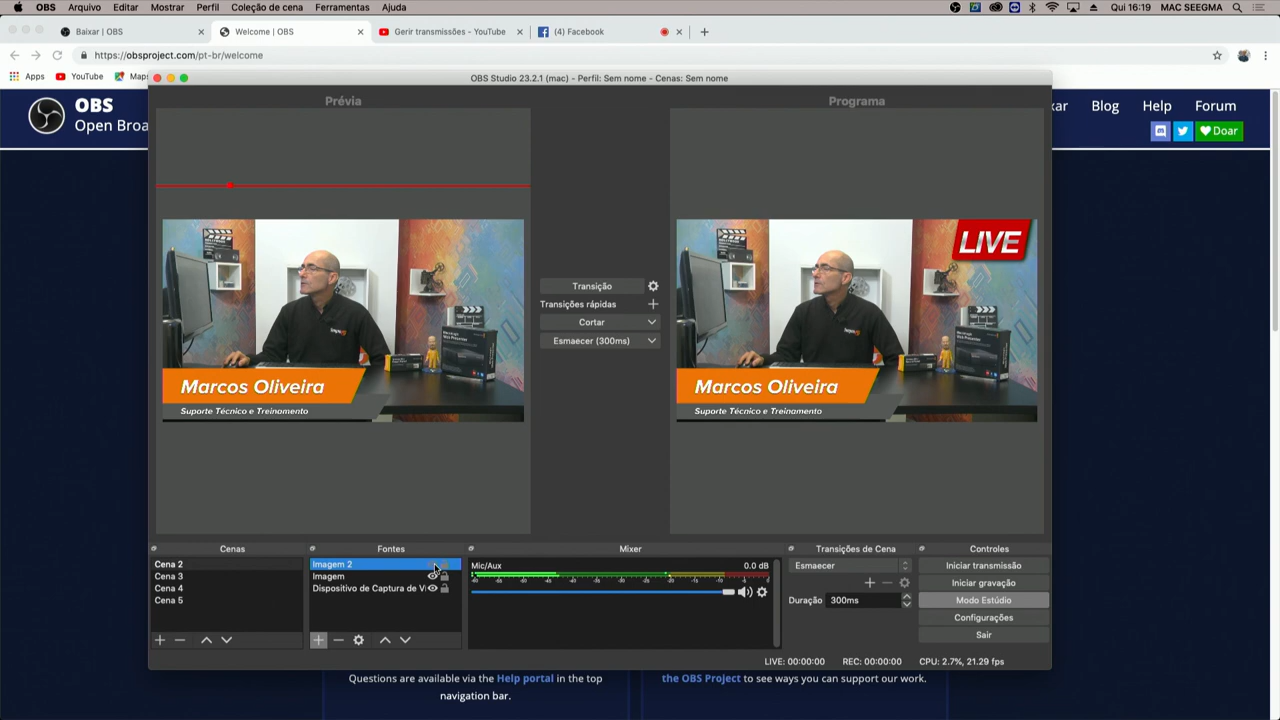 OBS Arquivo Editar Mostrar Perfil Coleção de cena Ferramentas Ajuda Qui 16:19 MAC SEEGMA
Baixar | OBS Welcome | OBS Gerir transmissões - YouTube (4) Facebook
https://obsproject.com/pt-br/welcome
Apps YouTube Maps
OBS Studio 23.2.1 (mac) - Perfil: Sem nome - Cenas: Sem nome
OBS
Open Broa
xar Blog Help Forum
Doar
Prévia Programa
LIVE
Transição
Transições rápidas
Cortar
Esmaecer (300ms)
Marcos Oliveira
Suporte Técnico e Treinamento
Marcos Oliveira
Suporte Técnico e Treinamento
Cenas Fontes Mixer Transições de Cena Controles
Cena 2
Cena 3
Cena 4
Cena 5
Imagem 2
Imagem
Dispositivo de Captura de Ví
Mic/Aux 0.0 dB
Esmaecer
Duração 300ms
Iniciar transmissão
Iniciar gravação
Modo Estúdio
Configurações
Sair
LIVE: 00:00:00 REC: 00:00:00 CPU: 2.7%, 21.29 fps
Questions are available via the Help portal in the top
navigation bar.
the OBS Project to see ways you can support our work.